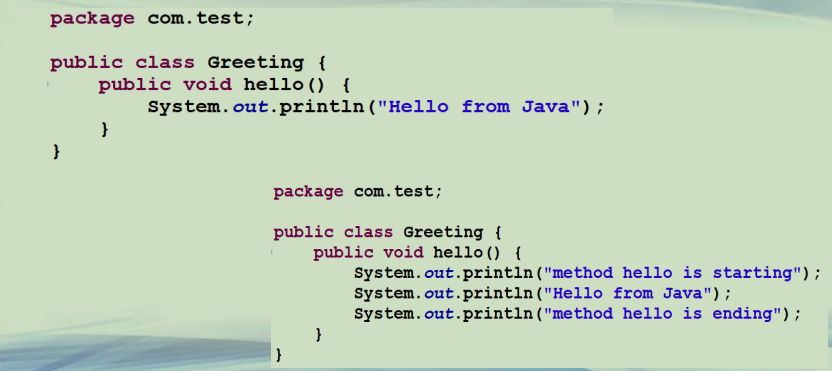 package com.test;
public class Greeting {
public void hello() {
System.out.println("Hello from Java");
}
}
package com.test;
public class Greeting {
public void hello() {
System.out.println("method hello is starting");
System.out.println("Hello from Java");
System.out.println("method hello is ending");
}
}